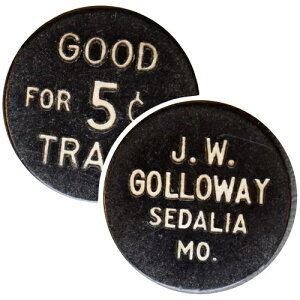 GOOD
FOR 5¢
TRA
J. W.
GOLLOWAY
SEDALIA
MO.